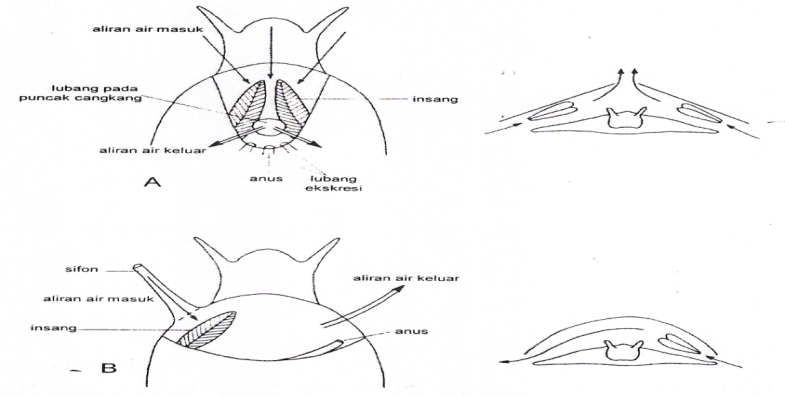 aliran air masuk
lubang pada
puncak cangkang
insang
aliran air keluar
anus
lubang
ekskresi
A
sifon
aliran air keluar
aliran air masuk
insang
anus
B